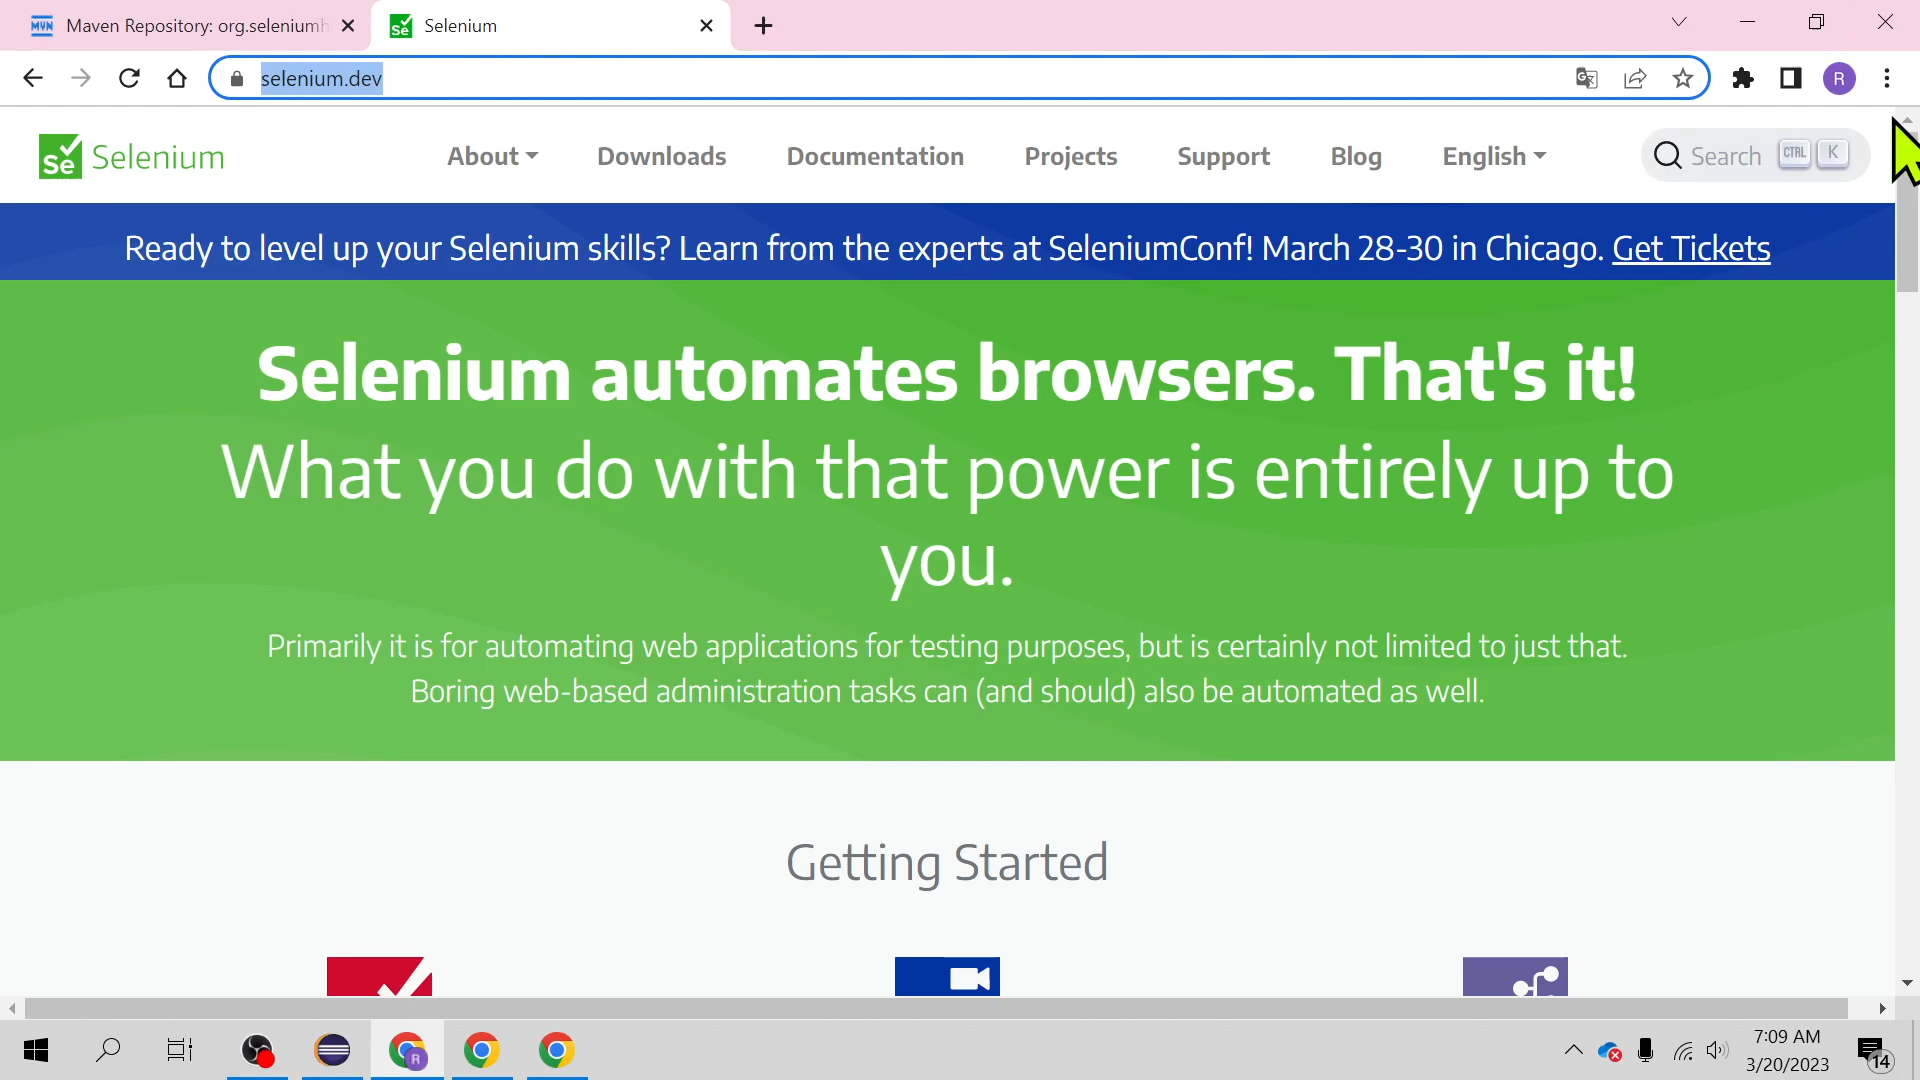 Maven Repository: org.seleniumh
Selenium
selenium.dev
R
Se Selenium
About
Downloads
Documentation
Projects
Support
Blog
English
Search CTRL K
Ready to level up your Selenium skills? Learn from the experts at SeleniumConf! March 28-30 in Chicago. Get Tickets
Selenium automates browsers. That's it!
What you do with that power is entirely up to
you.
Primarily it is for automating web applications for testing purposes, but is certainly not limited to just that.
Boring web-based administration tasks can (and should) also be automated as well.
Getting Started
R
7:09 AM
3/20/2023
14